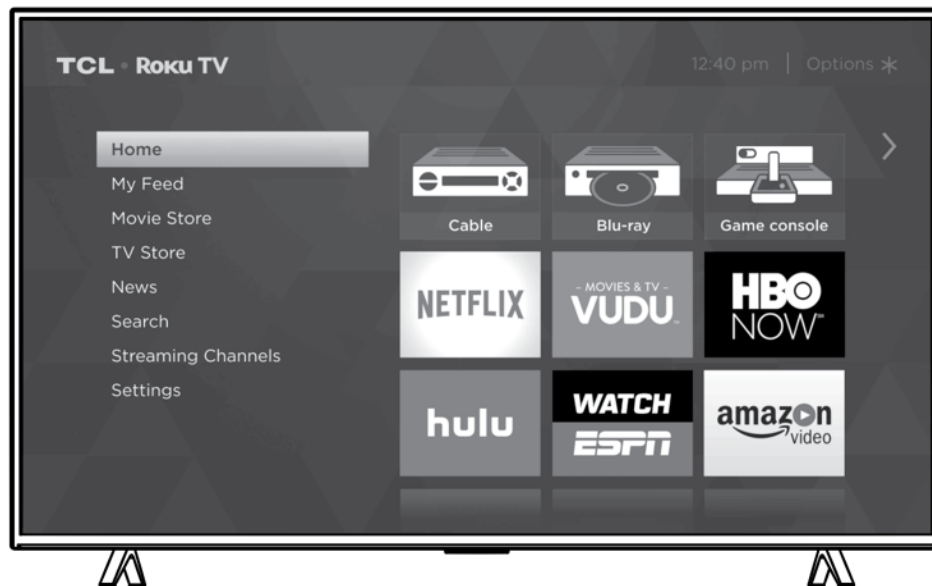 TCL • Roku TV
12:40 pm | Options
Home
My Feed
Movie Store
TV Store
News
Search
Streaming Channels
Settings
Cable
Blu-ray
Game console
NETFLIX
- MOVIES & TV -
VUDU
HBO
NOW
hulu
WATCH
ESPN
amazon
video